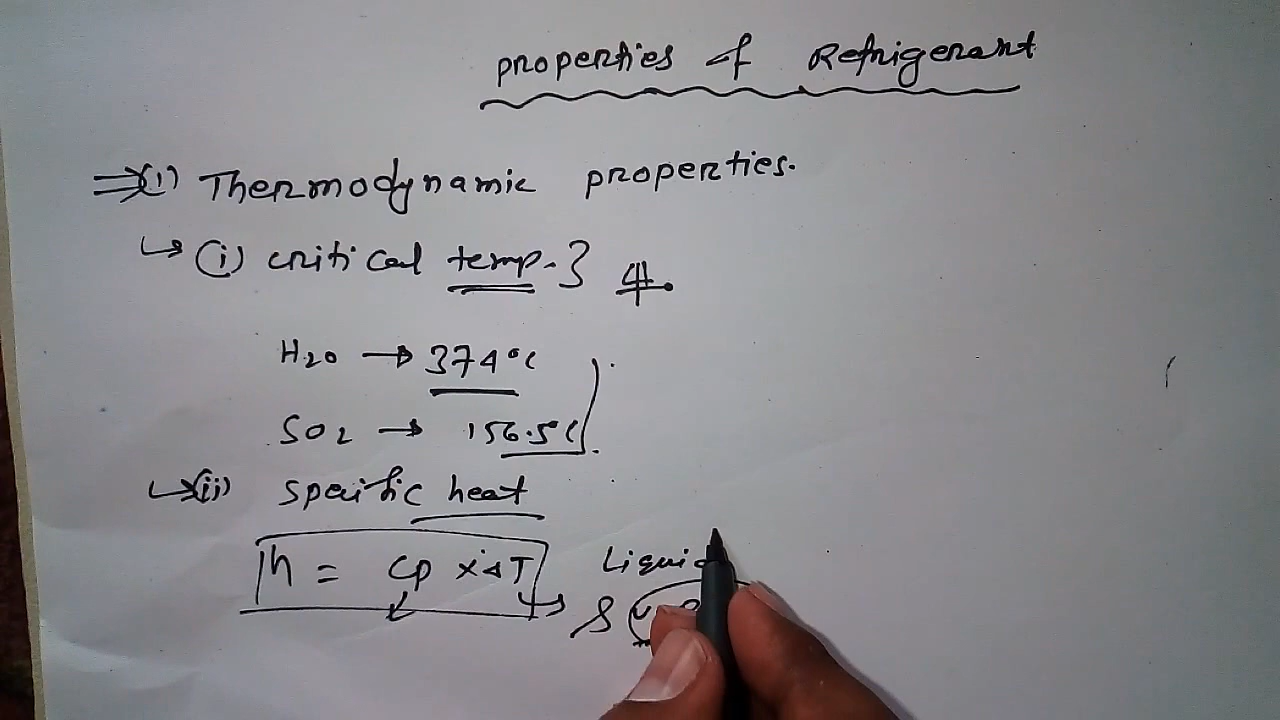 properties of Refrigerant
⇒(1) Thermodynamic properties.
↳ (i) critical temp.} 4.
H2O → 374°C
SO2 → 156.5°C
↳(ii) specific heat
h = Cp × ΔT
Liquid